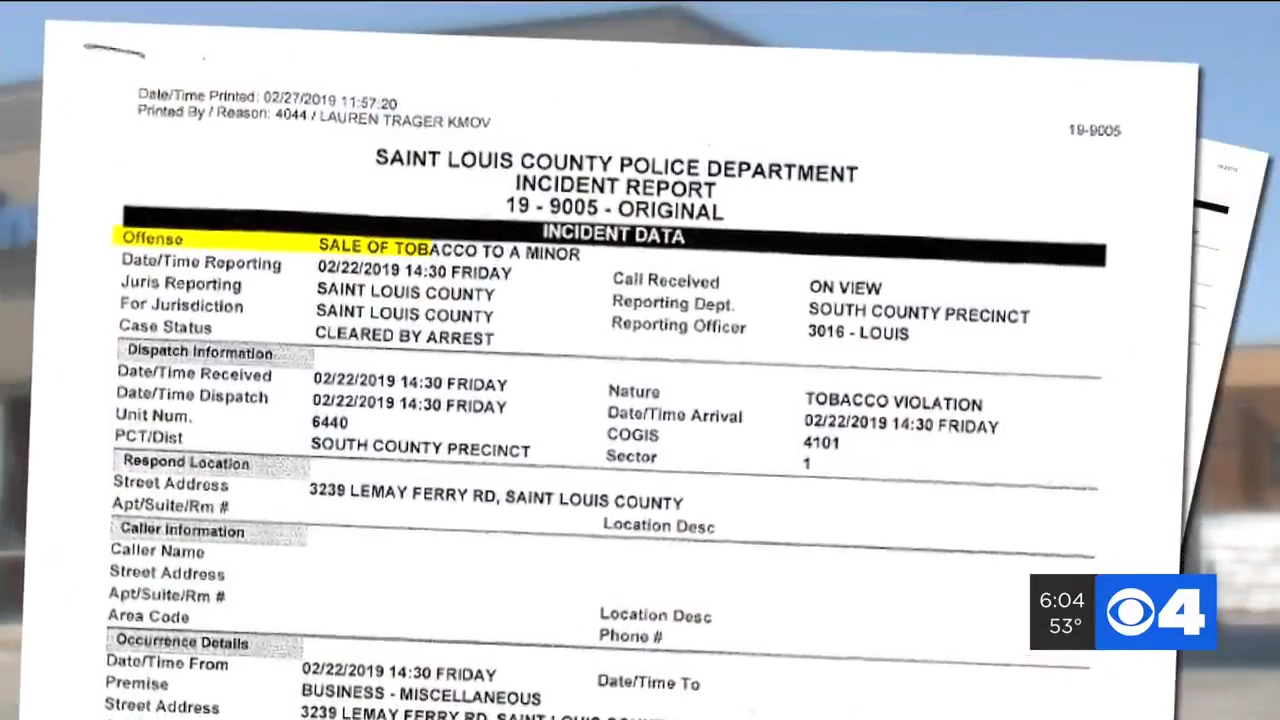 Date/Time Printed: 02/27/2019 11:57:20
Printed By / Reason: 4044 / LAUREN TRAGER KMOV
19-9005
SAINT LOUIS COUNTY POLICE DEPARTMENT
INCIDENT REPORT
19 - 9005 - ORIGINAL
INCIDENT DATA
Offense SALE OF TOBACCO TO A MINOR
Date/Time Reporting 02/22/2019 14:30 FRIDAY Call Received ON VIEW
Juris Reporting SAINT LOUIS COUNTY Reporting Dept. SOUTH COUNTY PRECINCT
For Jurisdiction SAINT LOUIS COUNTY Reporting Officer 3016 - LOUIS
Case Status CLEARED BY ARREST
Dispatch Information
Date/Time Received 02/22/2019 14:30 FRIDAY Nature TOBACCO VIOLATION
Date/Time Dispatch 02/22/2019 14:30 FRIDAY Date/Time Arrival 02/22/2019 14:30 FRIDAY
Unit Num. 6440 COGIS 4101
PCT/Dist SOUTH COUNTY PRECINCT Sector 1
Respond Location
Street Address 3239 LEMAY FERRY RD, SAINT LOUIS COUNTY
Apt/Suite/Rm # Location Desc
Caller Information
Caller Name
Street Address
Apt/Suite/Rm # Location Desc
Area Code Phone #
Occurrence Details
Date/Time From 02/22/2019 14:30 FRIDAY Date/Time To
Premise BUSINESS - MISCELLANEOUS
Street Address 3239 LEMAY FERRY RD, SAINT LOUIS
6:04
53°
4